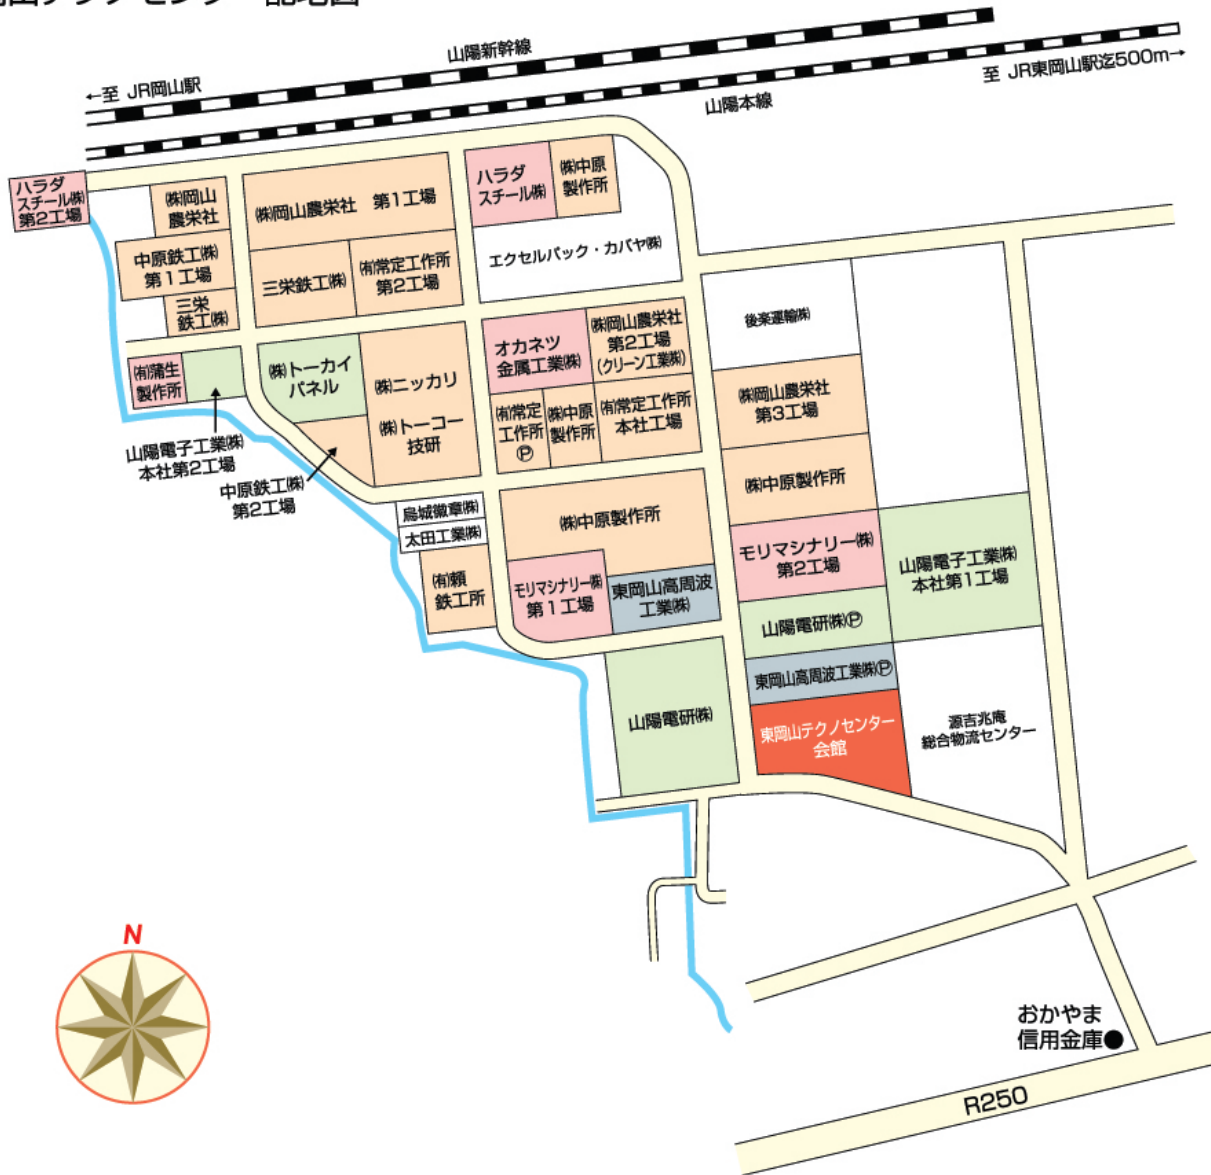 山陽新幹線
←至 JR岡山駅
至 JR東岡山駅迄500m→
山陽本線
ハラダ
スチール㈱
第2工場
㈱岡山
農栄社
㈱岡山農栄社 第1工場
ハラダ
スチール㈱
㈱中原
製作所
中原鉄工㈱
第1工場
三栄鉄工㈱
㈲常定工作所
第2工場
エクセルパック・カバヤ㈱
三栄
鉄工㈱
㈲蒲生
製作所
㈱トーカイ
パネル
㈱ニッカリ
㈱トーコー
技研
オカネツ
金属工業㈱
㈱岡山農栄社
第2工場
(クリーン工業㈱)
後楽運輸㈱
㈲常定
工作所
Ⓟ
㈱中原
製作所
㈲常定工作所
本社工場
㈱岡山農栄社
第3工場
山陽電子工業㈱
本社第2工場
中原鉄工㈱
第2工場
烏城徽章㈱
太田工業㈱
㈱中原製作所
㈱中原製作所
㈲頼
鉄工所
モリマシナリー㈱
第1工場
東岡山高周波
工業㈱
モリマシナリー㈱
第2工場
山陽電子工業㈱
本社第1工場
山陽電研㈱Ⓟ
東岡山高周波工業㈱Ⓟ
山陽電研㈱
東岡山テクノセンター
会館
源吉兆庵
総合物流センター
N
おかやま
信用金庫●
R250